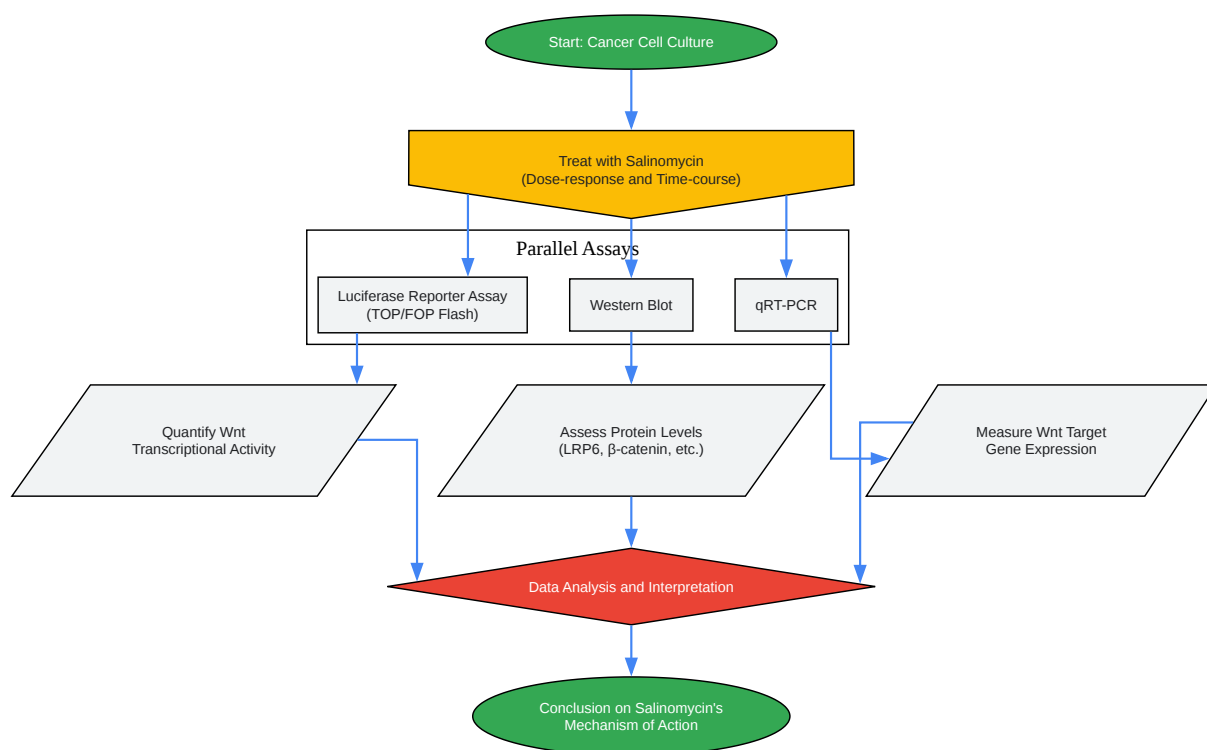 Start: Cancer Cell Culture
Treat with Salinomycin
(Dose-response and Time-course)
Parallel Assays
Luciferase Reporter Assay
(TOP/FOP Flash)
Western Blot
qRT-PCR
Quantify Wnt
Transcriptional Activity
Assess Protein Levels
(LRP6, β-catenin, etc.)
Measure Wnt Target
Gene Expression
Data Analysis and Interpretation
Conclusion on Salinomycin's
Mechanism of Action